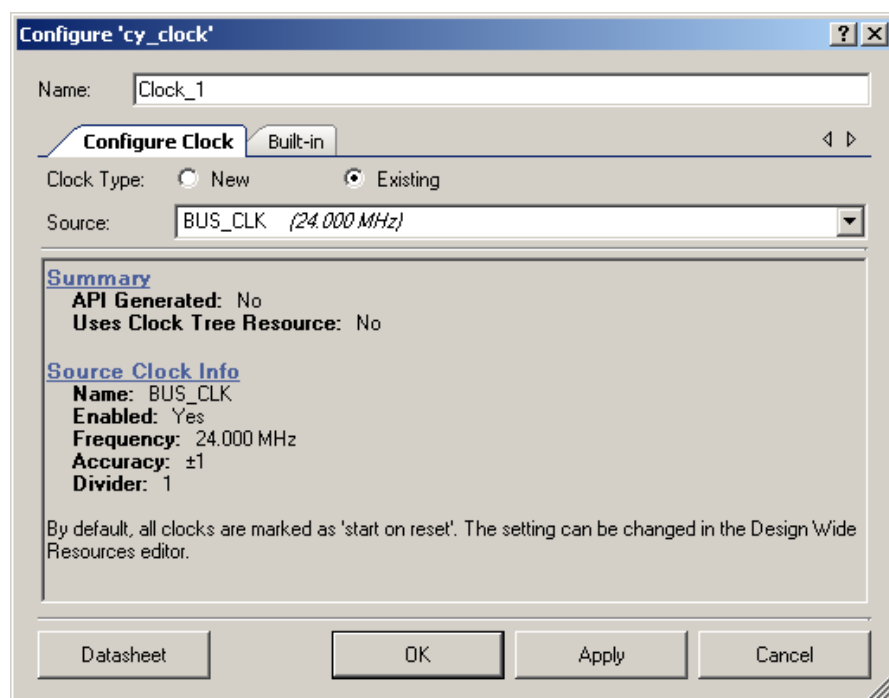 Configure 'cy_clock'
Name: Clock_1
Configure Clock Built-in
Clock Type: New Existing
Source: BUS_CLK (24.000 MHz)
Summary
API Generated: No
Uses Clock Tree Resource: No
Source Clock Info
Name: BUS_CLK
Enabled: Yes
Frequency: 24.000 MHz
Accuracy: ±1
Divider: 1
By default, all clocks are marked as 'start on reset'. The setting can be changed in the Design Wide
Resources editor.
Datasheet OK Apply Cancel